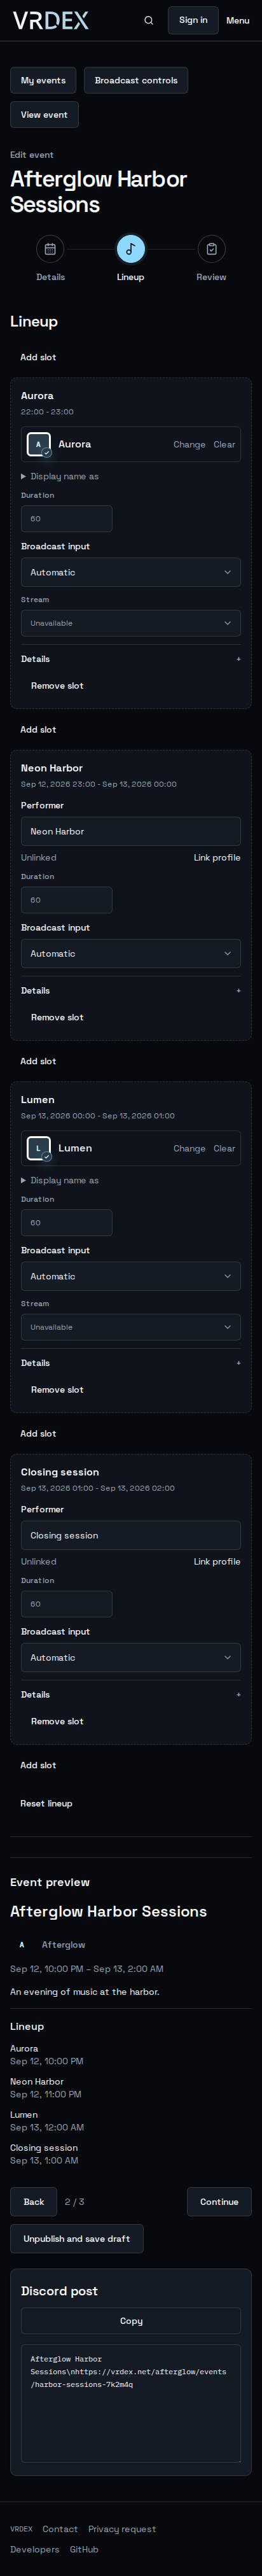 VRDEX
Sign in
Menu
My events
Broadcast controls
View event
Edit event
Afterglow Harbor
Sessions
Details
Lineup
Review
Lineup
Add slot
Aurora
22:00 - 23:00
A
Aurora
Change
Clear
Display name as
Duration
60
Broadcast input
Automatic
Stream
Unavailable
Details
+
Remove slot
Add slot
Neon Harbor
Sep 12, 2026 23:00 - Sep 13, 2026 00:00
Performer
Neon Harbor
Unlinked
Link profile
Duration
60
Broadcast input
Automatic
Details
+
Remove slot
Add slot
Lumen
Sep 13, 2026 00:00 - Sep 13, 2026 01:00
L
Lumen
Change
Clear
Display name as
Duration
60
Broadcast input
Automatic
Stream
Unavailable
Details
+
Remove slot
Add slot
Closing session
Sep 13, 2026 01:00 - Sep 13, 2026 02:00
Performer
Closing session
Unlinked
Link profile
Duration
60
Broadcast input
Automatic
Details
+
Remove slot
Add slot
Reset lineup
Event preview
Afterglow Harbor Sessions
A
Afterglow
Sep 12, 10:00 PM – Sep 13, 2:00 AM
An evening of music at the harbor.
Lineup
Aurora
Sep 12, 10:00 PM
Neon Harbor
Sep 12, 11:00 PM
Lumen
Sep 13, 12:00 AM
Closing session
Sep 13, 1:00 AM
Back
2 / 3
Continue
Unpublish and save draft
Discord post
Copy
Afterglow Harbor
Sessions\nhttps://vrdex.net/afterglow/events
/harbor-sessions-7k2m4q
VRDEX
Contact
Privacy request
Developers
GitHub